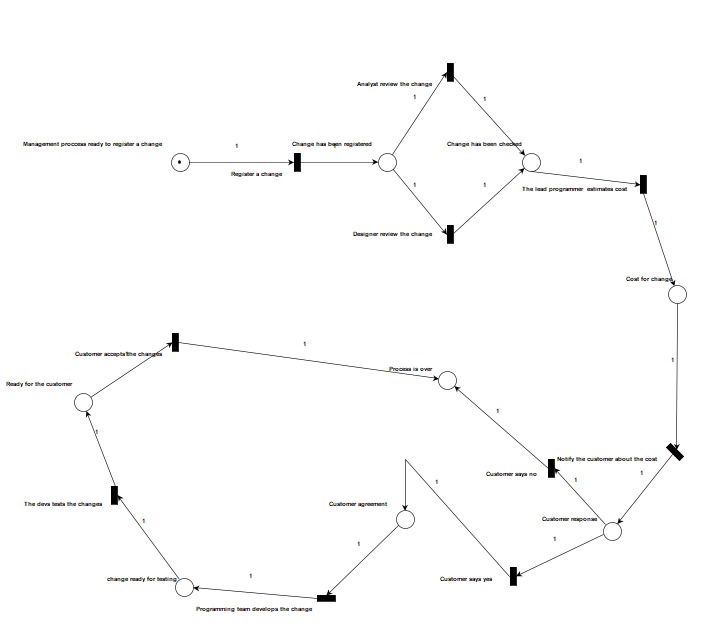 Analyst review the change
1
1
Management proccess ready to register a change
1
Change has been registered
Change has been checked
1
Register a change
1
1
The lead programmer estimates cost
Designer review the change
1
Cost for change
1
Customer accepts the changes
1
Process is over
Ready for the customer
1
1
Notify the customer about the cost
Customer says no
1
1
1
The devs tests the changes
Customer agreement
1
Customer response
1
1
1
change ready for testing
1
Customer says yes
Programming team develops the change